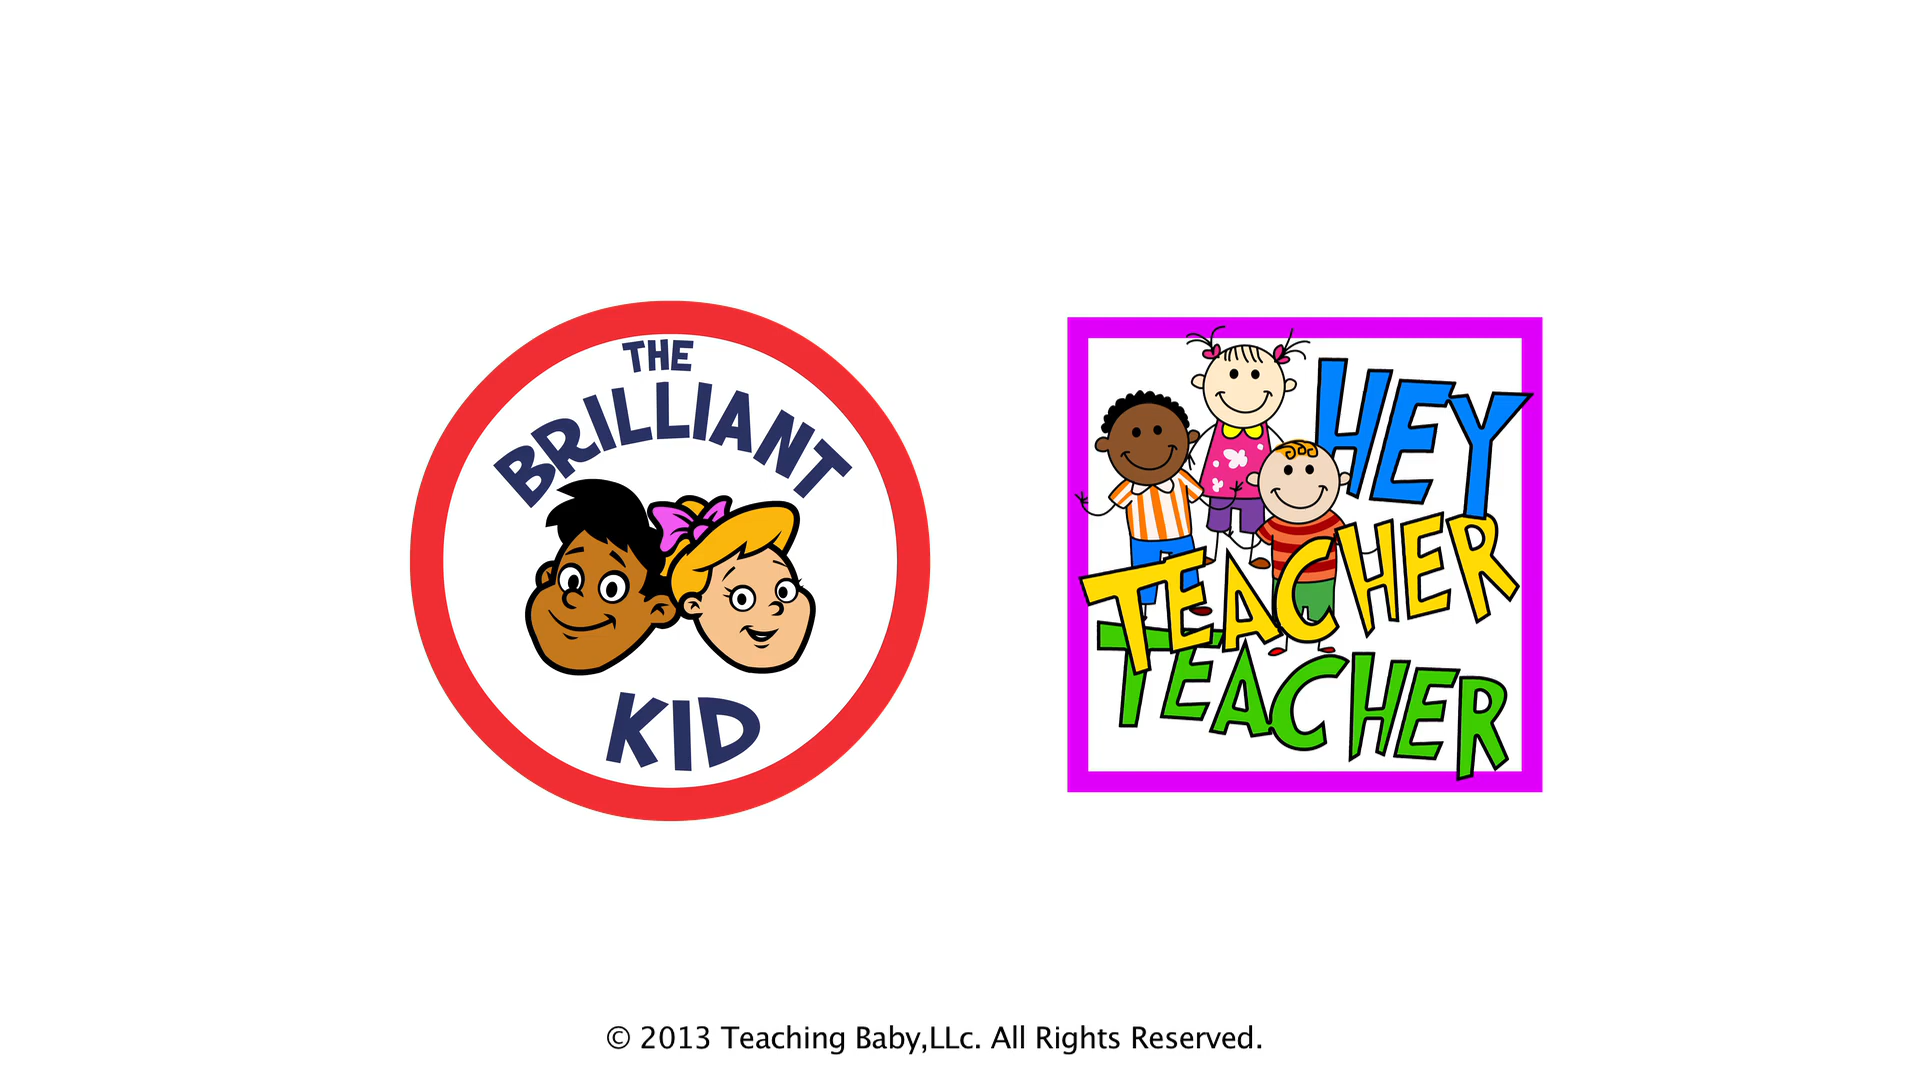 THE
BRILLIANT
KID
HEY
TEACHER
TEACHER
© 2013 Teaching Baby,LLc. All Rights Reserved.